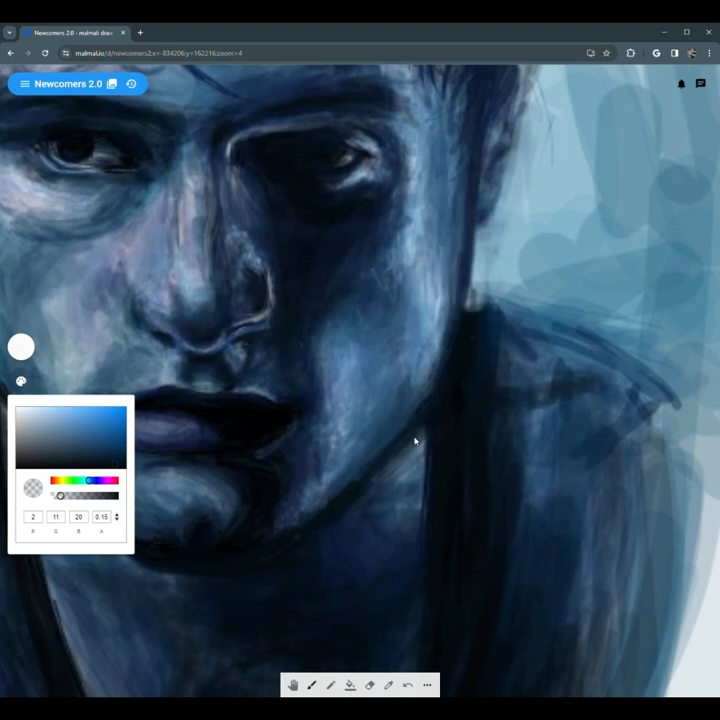 Newcomers 2.0 - malmal: draw
malmal.io/d/newcomers2;x=-834206;y=162216;zoom=4
Newcomers 2.0
2 11 20 0.15
R G B A